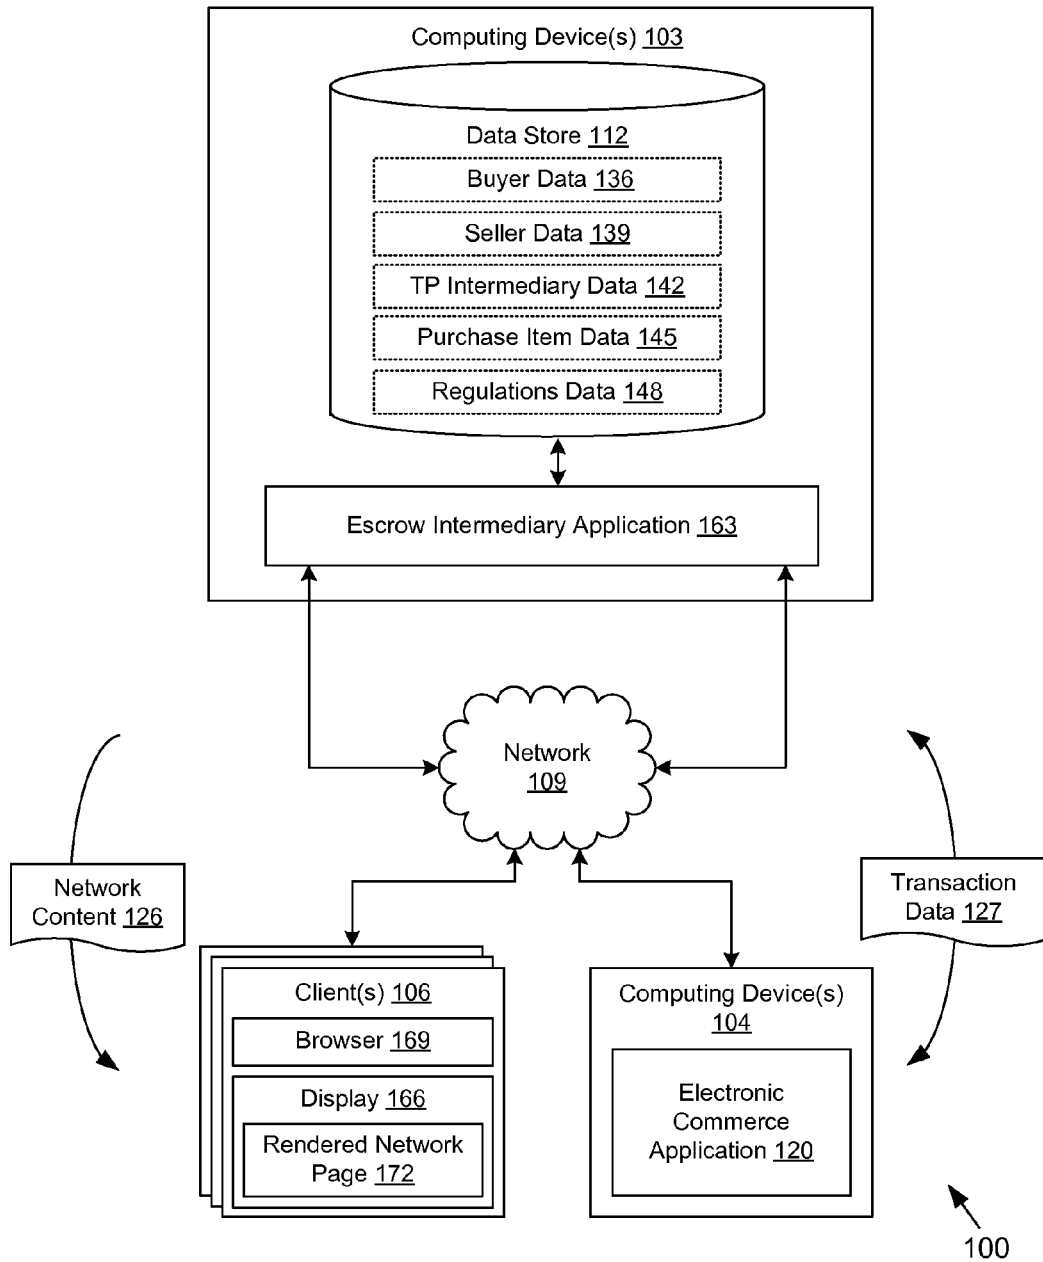 Computing Device(s) 103
Data Store 112
Buyer Data 136
Seller Data 139
TP Intermediary Data 142
Purchase Item Data 145
Regulations Data 148
Escrow Intermediary Application 163
Network
109
Network
Content 126
Transaction
Data 127
Client(s) 106
Browser 169
Display 166
Rendered Network
Page 172
Computing Device(s)
104
Electronic
Commerce
Application 120
100